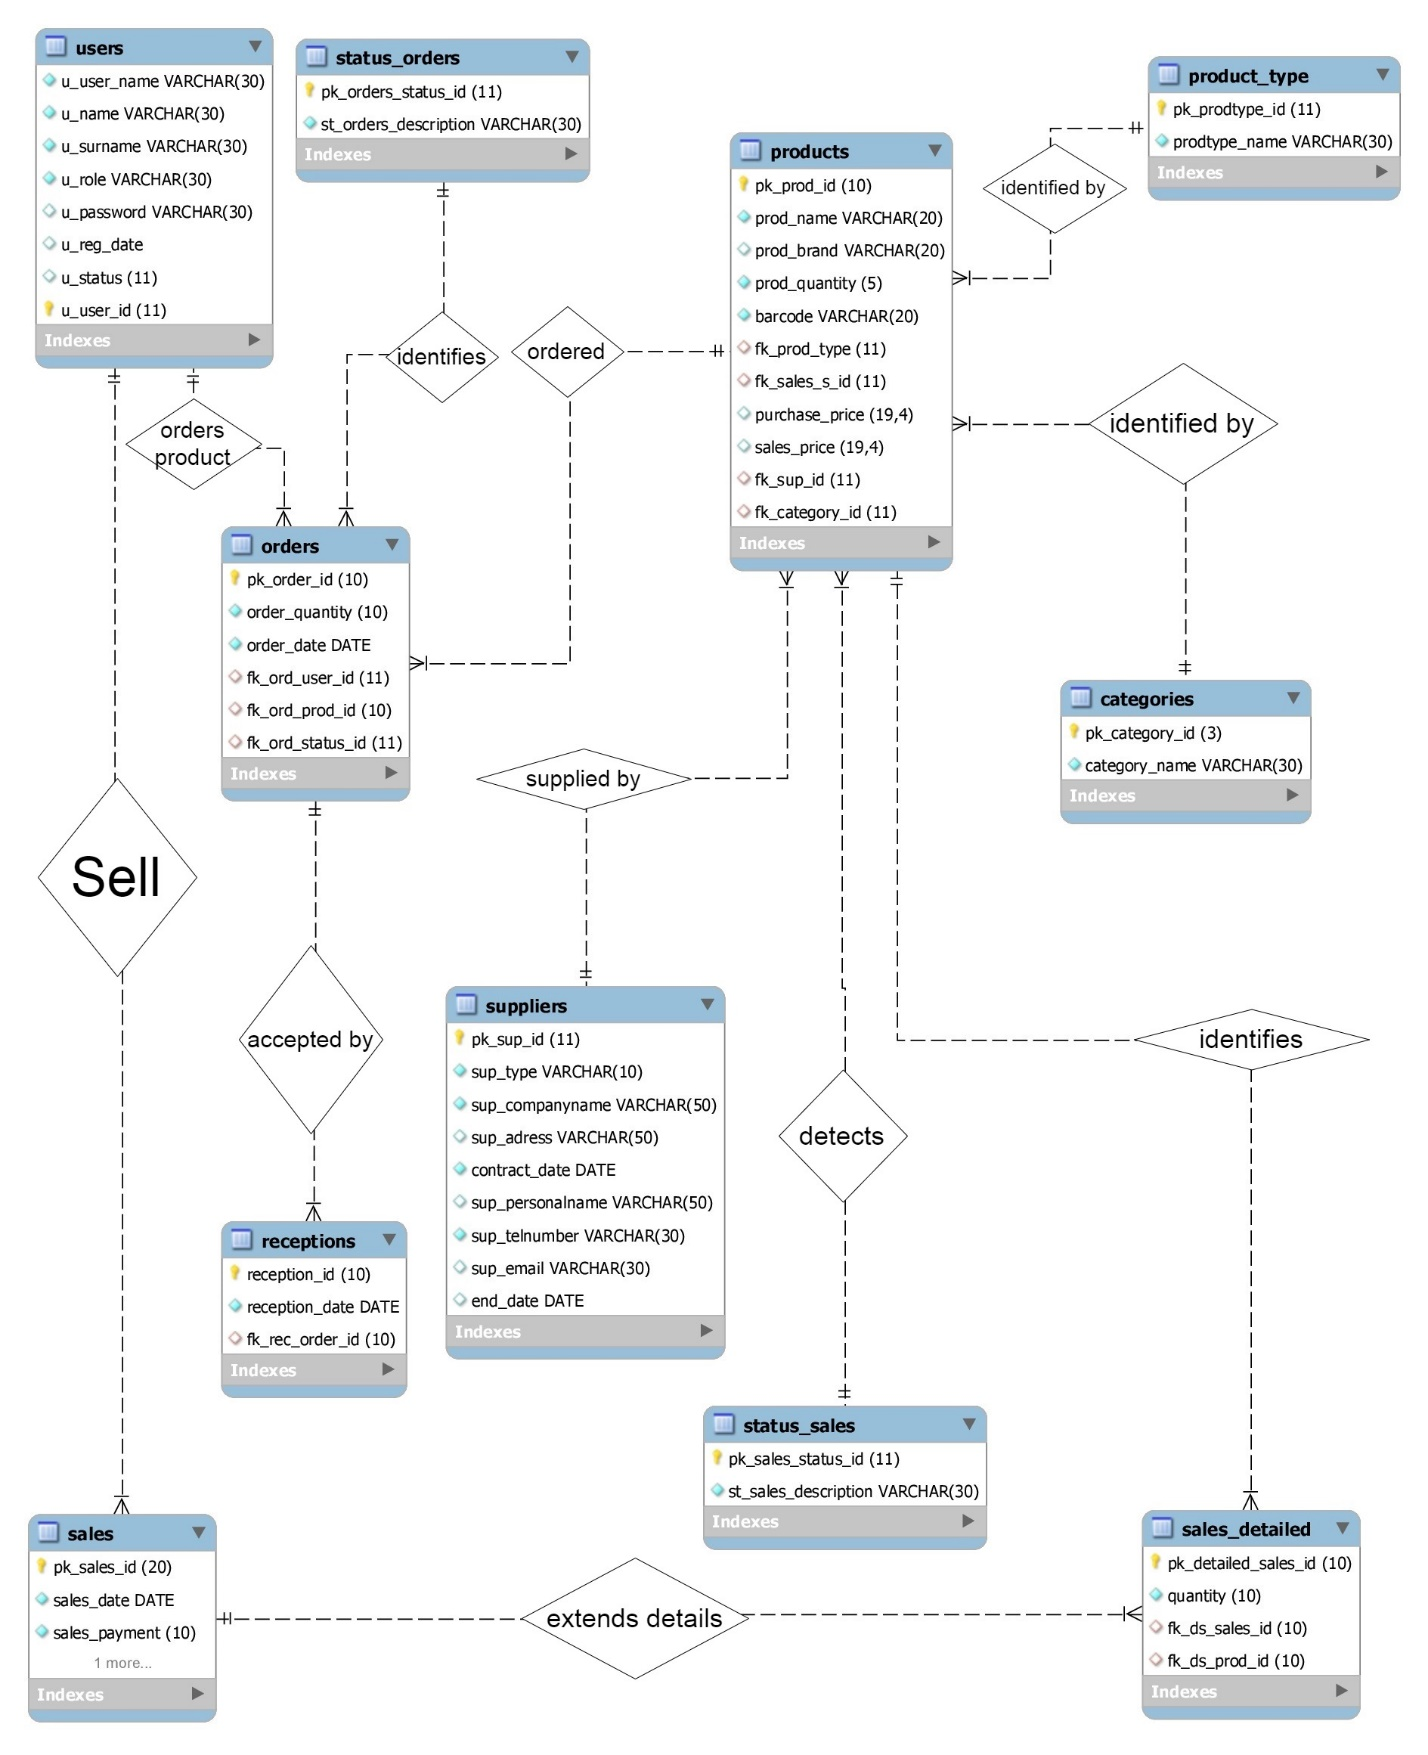 users
u_user_name VARCHAR(30)
u_name VARCHAR(30)
u_surname VARCHAR(30)
u_role VARCHAR(30)
u_password VARCHAR(30)
u_reg_date
u_status (11)
u_user_id (11)
Indexes
status_orders
pk_orders_status_id (11)
st_orders_description VARCHAR(30)
Indexes
products
pk_prod_id (10)
prod_name VARCHAR(20)
prod_brand VARCHAR(20)
prod_quantity (5)
barcode VARCHAR(20)
fk_prod_type (11)
fk_sales_s_id (11)
purchase_price (19,4)
sales_price (19,4)
fk_sup_id (11)
fk_category_id (11)
Indexes
product_type
pk_prodtype_id (11)
prodtype_name VARCHAR(30)
Indexes
identified by
identifies
ordered
identified by
orders
product
orders
pk_order_id (10)
order_quantity (10)
order_date DATE
fk_ord_user_id (11)
fk_ord_prod_id (10)
fk_ord_status_id (11)
Indexes
categories
pk_category_id (3)
category_name VARCHAR(30)
Indexes
supplied by
Sell
accepted by
suppliers
pk_sup_id (11)
sup_type VARCHAR(10)
sup_companyname VARCHAR(50)
sup_adress VARCHAR(50)
contract_date DATE
sup_personalname VARCHAR(50)
sup_telnumber VARCHAR(30)
sup_email VARCHAR(30)
end_date DATE
Indexes
identifies
detects
receptions
reception_id (10)
reception_date DATE
fk_rec_order_id (10)
Indexes
status_sales
pk_sales_status_id (11)
st_sales_description VARCHAR(30)
Indexes
sales
pk_sales_id (20)
sales_date DATE
sales_payment (10)
1 more...
Indexes
extends details
sales_detailed
pk_detailed_sales_id (10)
quantity (10)
fk_ds_sales_id (10)
fk_ds_prod_id (10)
Indexes